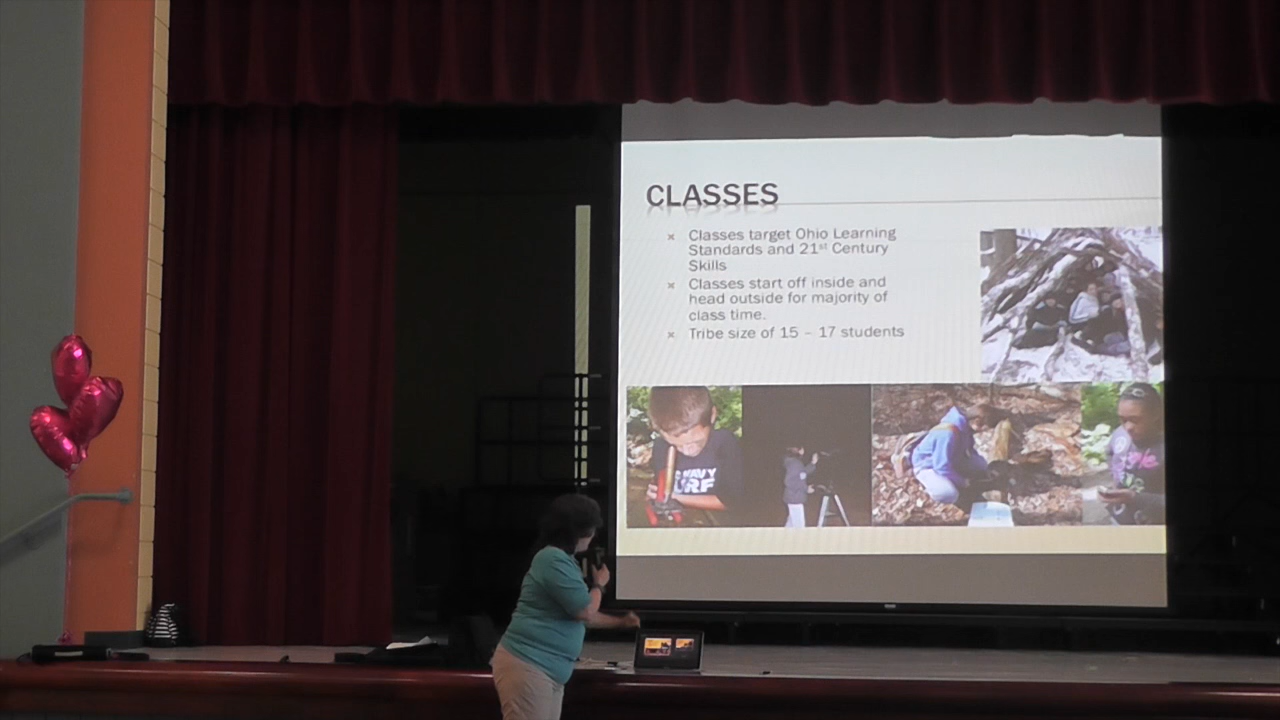 CLASSES
Classes target Ohio Learning
Standards and 21st Century
Skills
Classes start off inside and
head outside for majority of
class time.
Tribe size of 15 – 17 students
NAVY